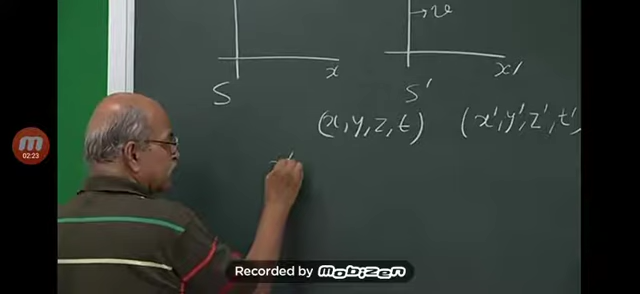 → v
x
x'
S
S'
(x, y, z, t) (x', y', z', t',
02:23
Recorded by mobizen